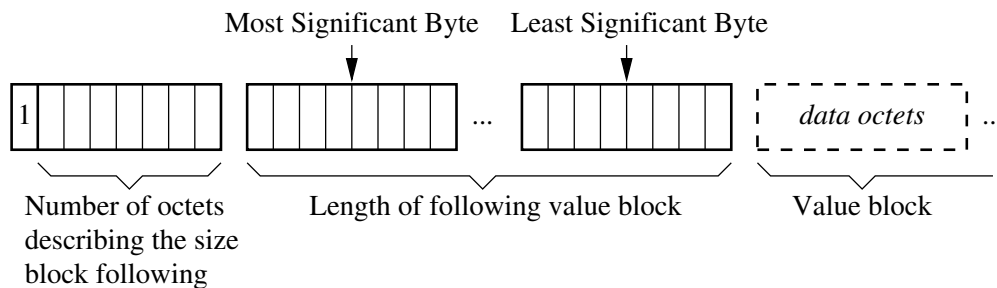 Most Significant Byte Least Significant Byte
1 ... data octets ..
Number of octets Length of following value block Value block
describing the size
block following